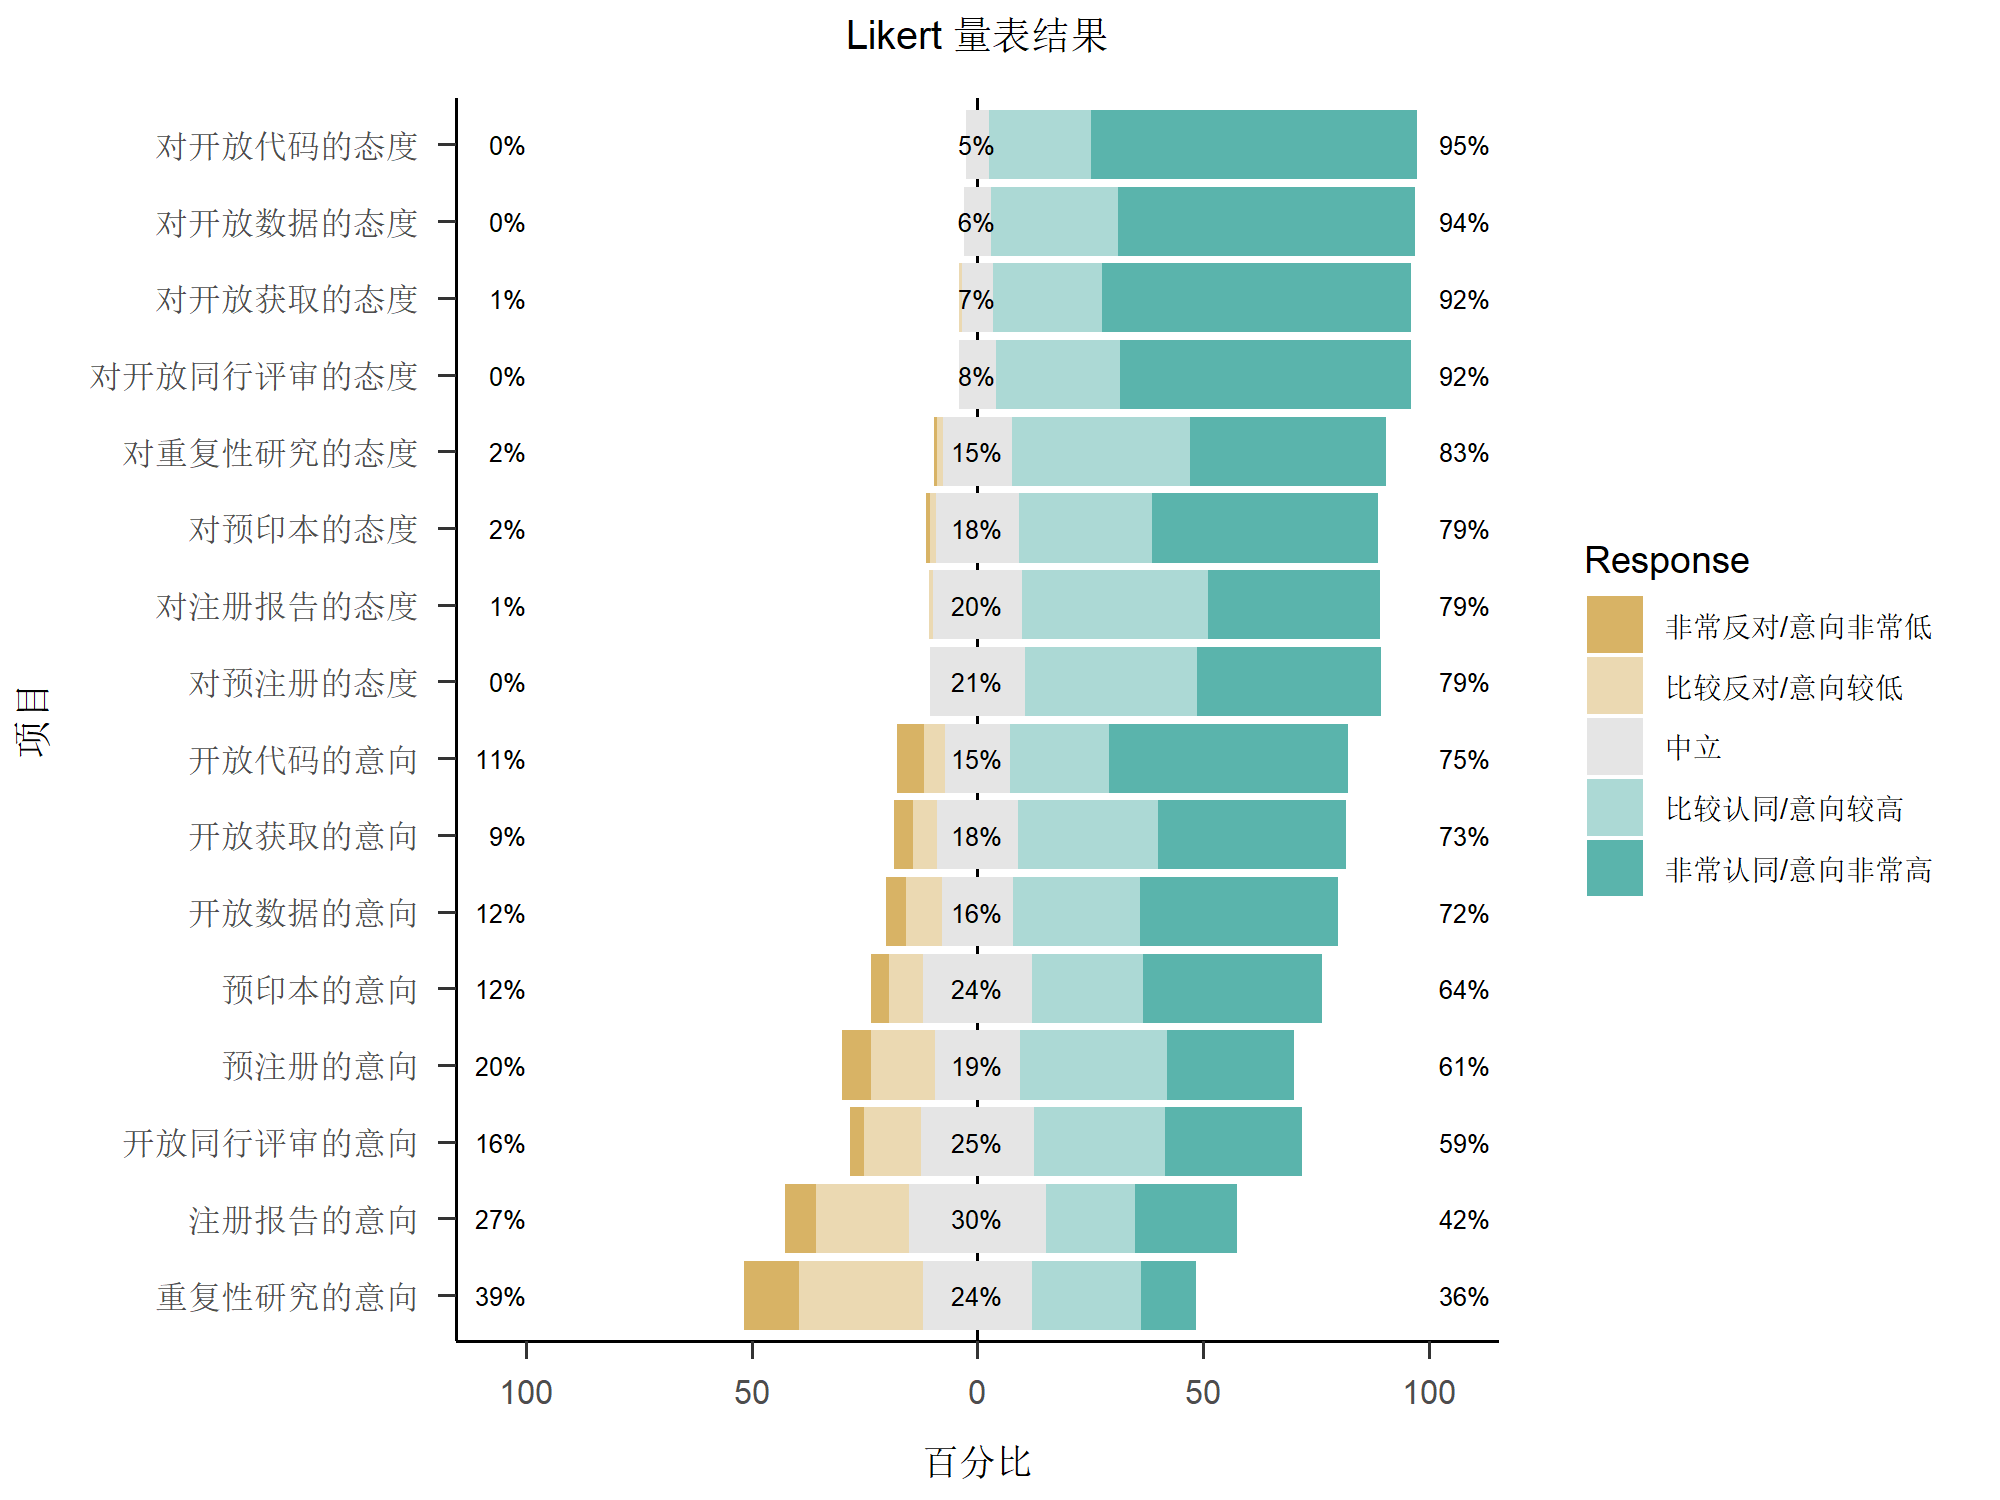 Likert 量表结果
对开放代码的态度 0% 5% 95%
对开放数据的态度 0% 6% 94%
对开放获取的态度 1% 7% 92%
对开放同行评审的态度 0% 8% 92%
对重复性研究的态度 2% 15% 83%
对预印本的态度 2% 18% 79%
对注册报告的态度 1% 20% 79%
对预注册的态度 0% 21% 79%
开放代码的意向 11% 15% 75%
开放获取的意向 9% 18% 73%
开放数据的意向 12% 16% 72%
预印本的意向 12% 24% 64%
预注册的意向 20% 19% 61%
开放同行评审的意向 16% 25% 59%
注册报告的意向 27% 30% 42%
重复性研究的意向 39% 24% 36%
项目
100 50 0 50 100
百分比
Response
非常反对/意向非常低
比较反对/意向较低
中立
比较认同/意向较高
非常认同/意向非常高